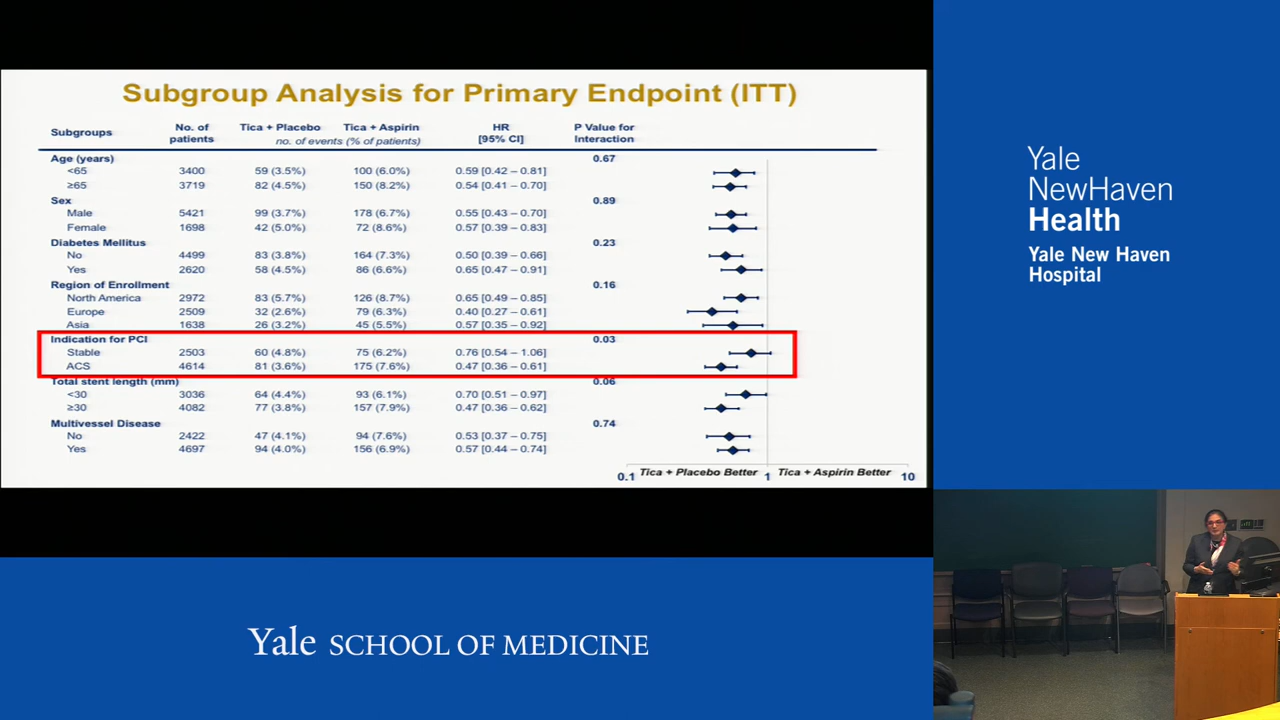 Subgroup Analysis for Primary Endpoint (ITT)
Subgroups No. of patients Tica + Placebo Tica + Aspirin HR [95% CI] P Value for Interaction
no. of events (% of patients)
Age (years) 0.67
<65 3400 59 (3.5%) 100 (6.0%) 0.59 [0.42 – 0.81]
≥65 3719 82 (4.5%) 150 (8.2%) 0.54 [0.41 – 0.70]
Sex 0.89
Male 5421 99 (3.7%) 178 (6.7%) 0.55 [0.43 – 0.70]
Female 1698 42 (5.0%) 72 (8.6%) 0.57 [0.39 – 0.83]
Diabetes Mellitus 0.23
No 4499 83 (3.8%) 164 (7.3%) 0.50 [0.39 – 0.66]
Yes 2620 58 (4.5%) 86 (6.6%) 0.65 [0.47 – 0.91]
Region of Enrollment 0.16
North America 2972 83 (5.7%) 126 (8.7%) 0.65 [0.49 – 0.85]
Europe 2509 32 (2.6%) 79 (6.3%) 0.40 [0.27 – 0.61]
Asia 1638 26 (3.2%) 45 (5.5%) 0.57 [0.35 – 0.92]
Indication for PCI 0.03
Stable 2503 60 (4.8%) 75 (6.2%) 0.76 [0.54 – 1.06]
ACS 4614 81 (3.6%) 175 (7.6%) 0.47 [0.36 – 0.61]
Total stent length (mm) 0.06
<30 3036 64 (4.4%) 93 (6.1%) 0.70 [0.51 – 0.97]
≥30 4082 77 (3.8%) 157 (7.9%) 0.47 [0.36 – 0.62]
Multivessel Disease 0.74
No 2422 47 (4.1%) 94 (7.6%) 0.53 [0.37 – 0.75]
Yes 4697 94 (4.0%) 156 (6.9%) 0.57 [0.44 – 0.74]
0.1 Tica + Placebo Better 1 Tica + Aspirin Better 10
Yale
NewHaven
Health
Yale New Haven
Hospital
Yale SCHOOL OF MEDICINE